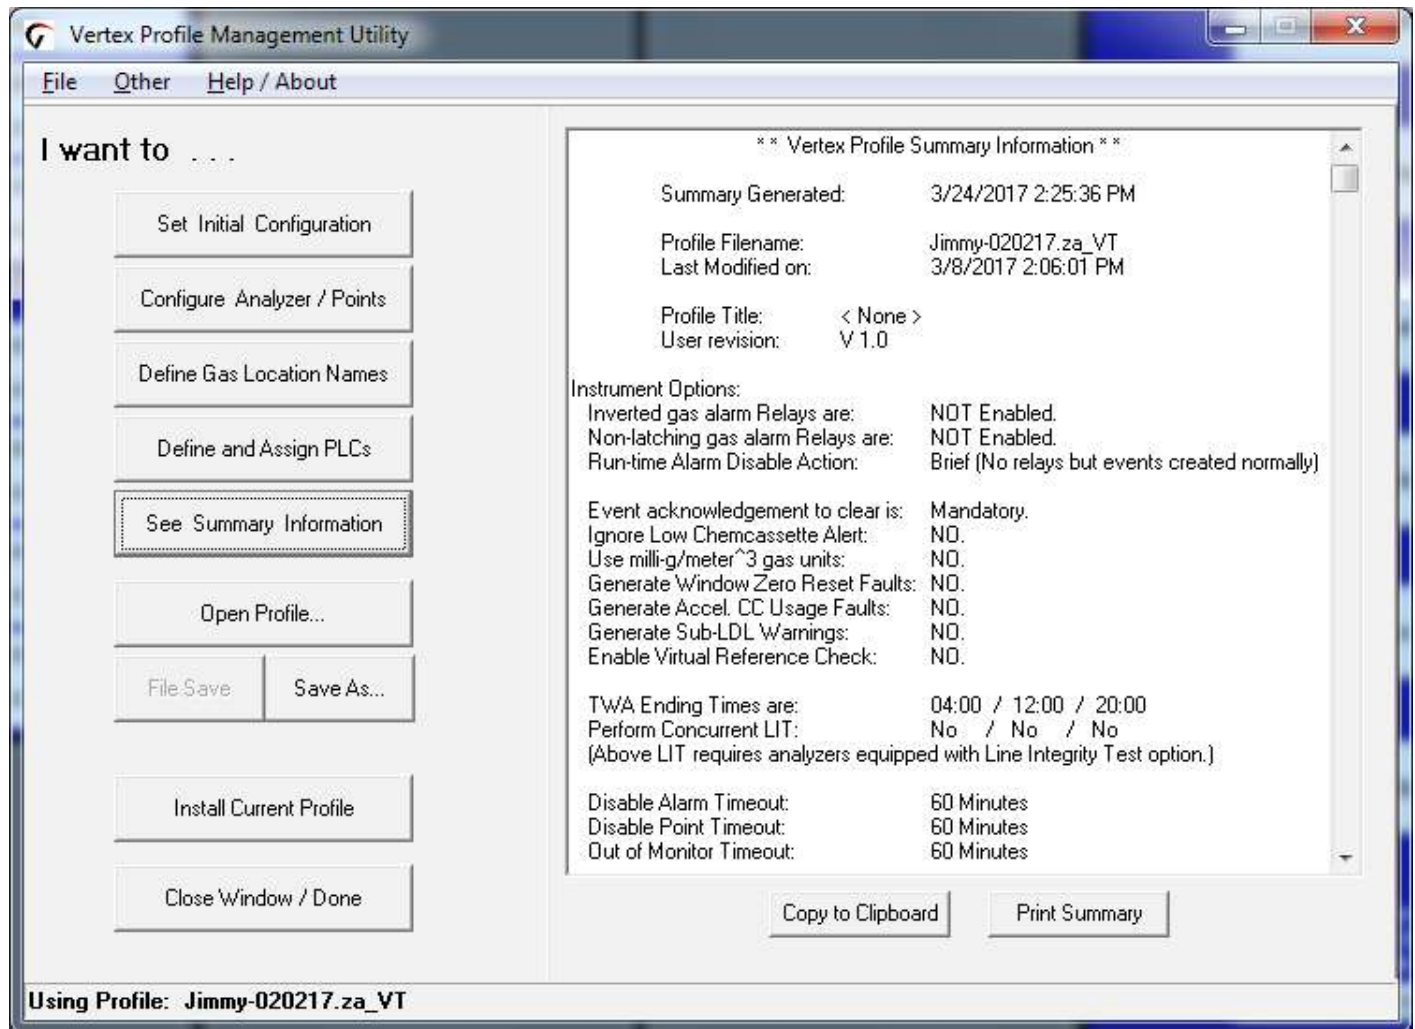 Vertex Profile Management Utility
File Other Help / About
I want to . . .
Set Initial Configuration
Configure Analyzer / Points
Define Gas Location Names
Define and Assign PLCs
See Summary Information
Open Profile...
File Save Save As...
Install Current Profile
Close Window / Done
** Vertex Profile Summary Information **
Summary Generated: 3/24/2017 2:25:36 PM
Profile Filename: Jimmy-020217.za_VT
Last Modified on: 3/8/2017 2:06:01 PM
Profile Title: < None >
User revision: V 1.0
Instrument Options:
Inverted gas alarm Relays are: NOT Enabled.
Non-latching gas alarm Relays are: NOT Enabled.
Run-time Alarm Disable Action: Brief (No relays but events created normally)
Event acknowledgement to clear is: Mandatory.
Ignore Low Chemcassette Alert: NO.
Use milli-g/meter^3 gas units: NO.
Generate Window Zero Reset Faults: NO.
Generate Accel. CC Usage Faults: NO.
Generate Sub-LDL Warnings: NO.
Enable Virtual Reference Check: NO.
TWA Ending Times are: 04:00 / 12:00 / 20:00
Perform Concurrent LIT: No / No / No
(Above LIT requires analyzers equipped with Line Integrity Test option.)
Disable Alarm Timeout: 60 Minutes
Disable Point Timeout: 60 Minutes
Out of Monitor Timeout: 60 Minutes
Copy to Clipboard Print Summary
Using Profile: Jimmy-020217.za_VT